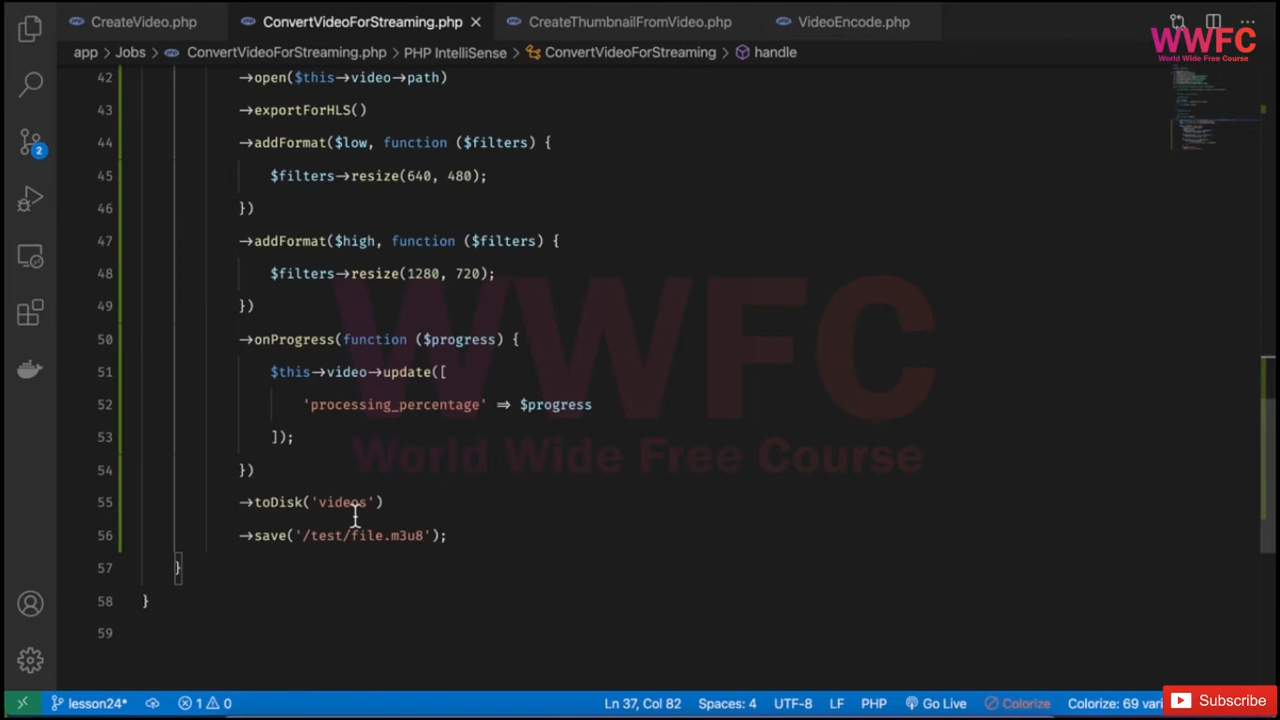 CreateVideo.php ConvertVideoForStreaming.php CreateThumbnailFromVideo.php VideoEncode.php
WWFC
World Wide Free Course
app › Jobs › ConvertVideoForStreaming.php › PHP IntelliSense › ConvertVideoForStreaming › handle
42 →open($this→video→path)
43 →exportForHLS()
44 →addFormat($low, function ($filters) {
45 $filters→resize(640, 480);
46 })
47 →addFormat($high, function ($filters) {
48 $filters→resize(1280, 720);
49 })
50 →onProgress(function ($progress) {
51 $this→video→update([
52 'processing_percentage' ⇒ $progress
53 ]);
54 })
55 →toDisk('videos')
56 →save('/test/file.m3u8');
57 }
58 }
59
2
WWFC
World Wide Free Course
lesson24* 1 0 Ln 37, Col 82 Spaces: 4 UTF-8 LF PHP Go Live Colorize Colorize: 69 vari
Subscribe